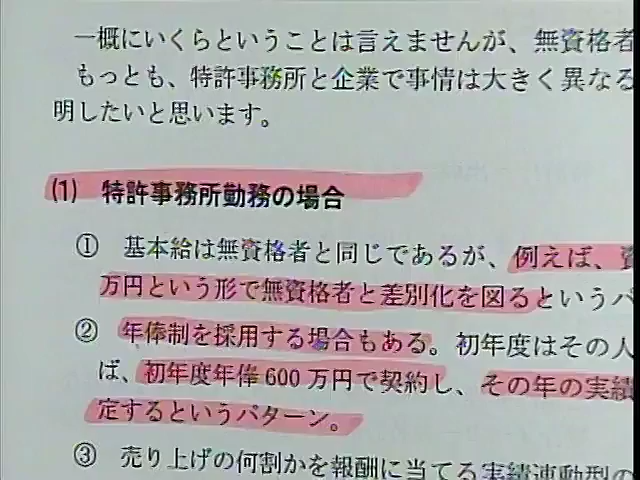 一概にいくらということは言えませんが、無資格者
もっとも、特許事務所と企業で事情は大きく異なる
明したいと思います。
(1) 特許事務所勤務の場合
① 基本給は無資格者と同じであるが、例えば、資
万円という形で無資格者と差別化を図るというパ
② 年俸制を採用する場合もある。初年度はその人
ば、初年度年俸600万円で契約し、その年の実績
定するというパターン。
③ 売り上げの何割かを報酬に当てる実績連動型の